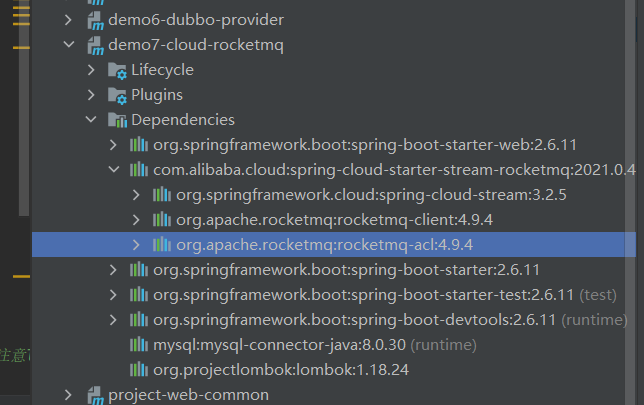 demo6-dubbo-provider
demo7-cloud-rocketmq
Lifecycle
Plugins
Dependencies
org.springframework.boot:spring-boot-starter-web:2.6.11
com.alibaba.cloud:spring-cloud-starter-stream-rocketmq:2021.0.4
org.springframework.cloud:spring-cloud-stream:3.2.5
org.apache.rocketmq:rocketmq-client:4.9.4
org.apache.rocketmq:rocketmq-acl:4.9.4
org.springframework.boot:spring-boot-starter:2.6.11
org.springframework.boot:spring-boot-starter-test:2.6.11 (test)
org.springframework.boot:spring-boot-devtools:2.6.11 (runtime)
mysql:mysql-connector-java:8.0.30 (runtime)
注意
org.projectlombok:lombok:1.18.24
project-web-common